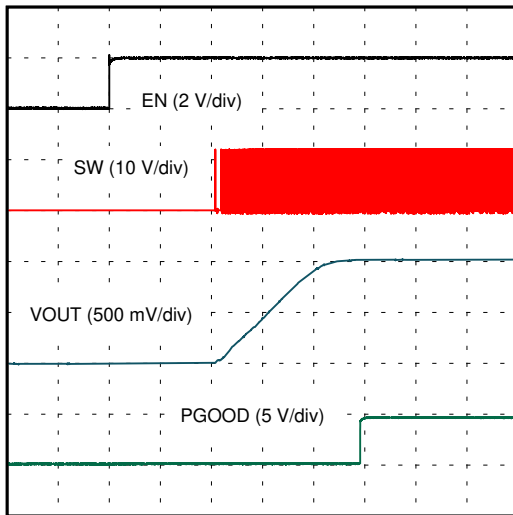 EN (2 V/div)
SW (10 V/div)
VOUT (500 mV/div)
PGOOD (5 V/div)